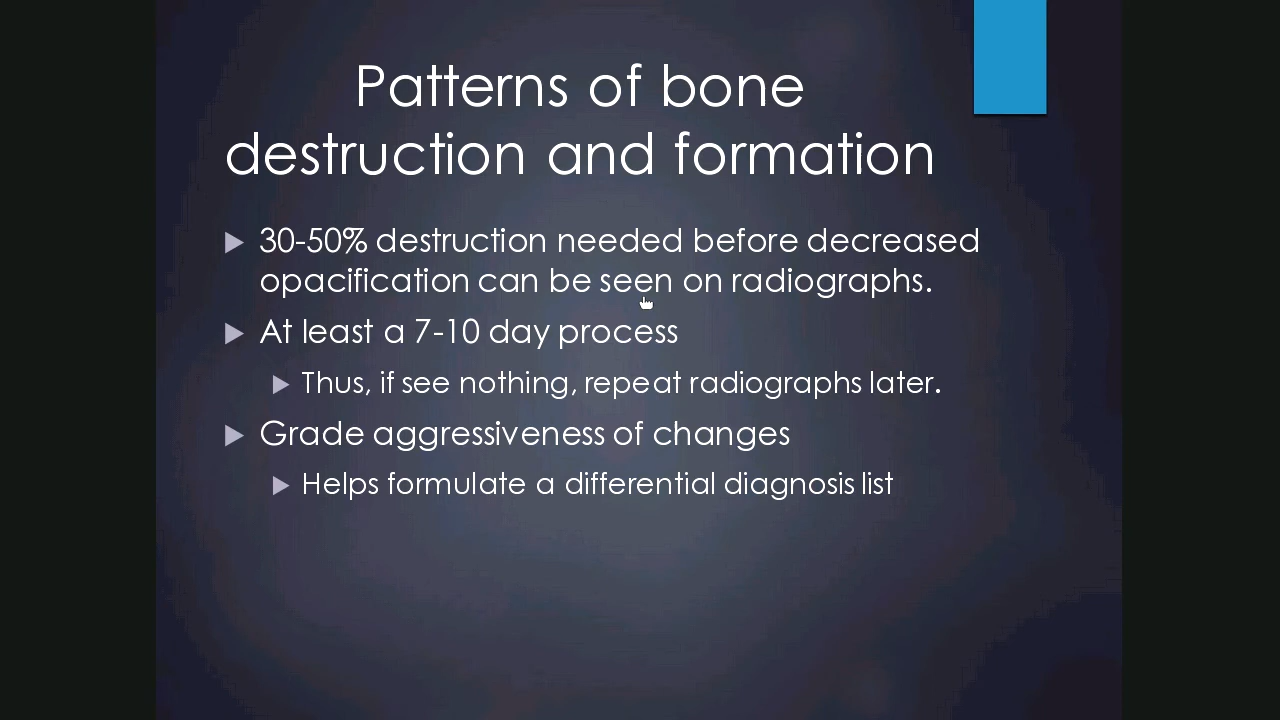 Patterns of bone
destruction and formation
30-50% destruction needed before decreased
opacification can be seen on radiographs.
At least a 7-10 day process
Thus, if see nothing, repeat radiographs later.
Grade aggressiveness of changes
Helps formulate a differential diagnosis list